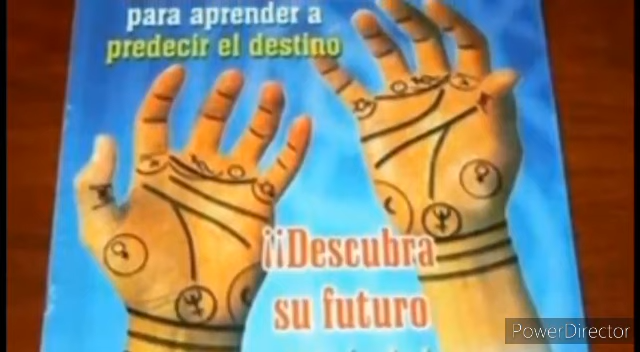 para aprender a
predecir el destino
¡¡Descubra
su futuro
PowerDirector